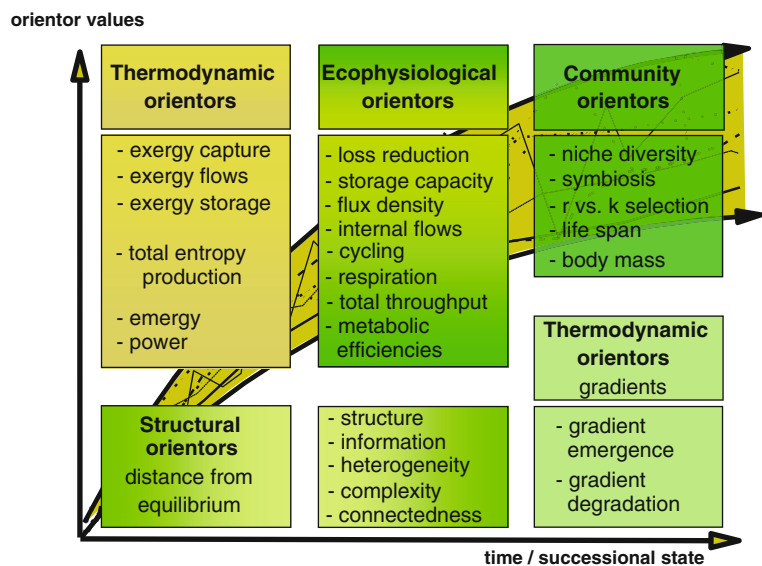 orientor values
Thermodynamic
orientors
- exergy capture
- exergy flows
- exergy storage
- total entropy
production
- emergy
- power
Ecophysiological
orientors
- loss reduction
- storage capacity
- flux density
- internal flows
- cycling
- respiration
- total throughput
- metabolic
efficiencies
Community
orientors
- niche diversity
- symbiosis
- r vs. k selection
- life span
- body mass
Structural
orientors
distance from
equilibrium
- structure
- information
- heterogeneity
- complexity
- connectedness
Thermodynamic
orientors
gradients
- gradient
emergence
- gradient
degradation
time / successional state